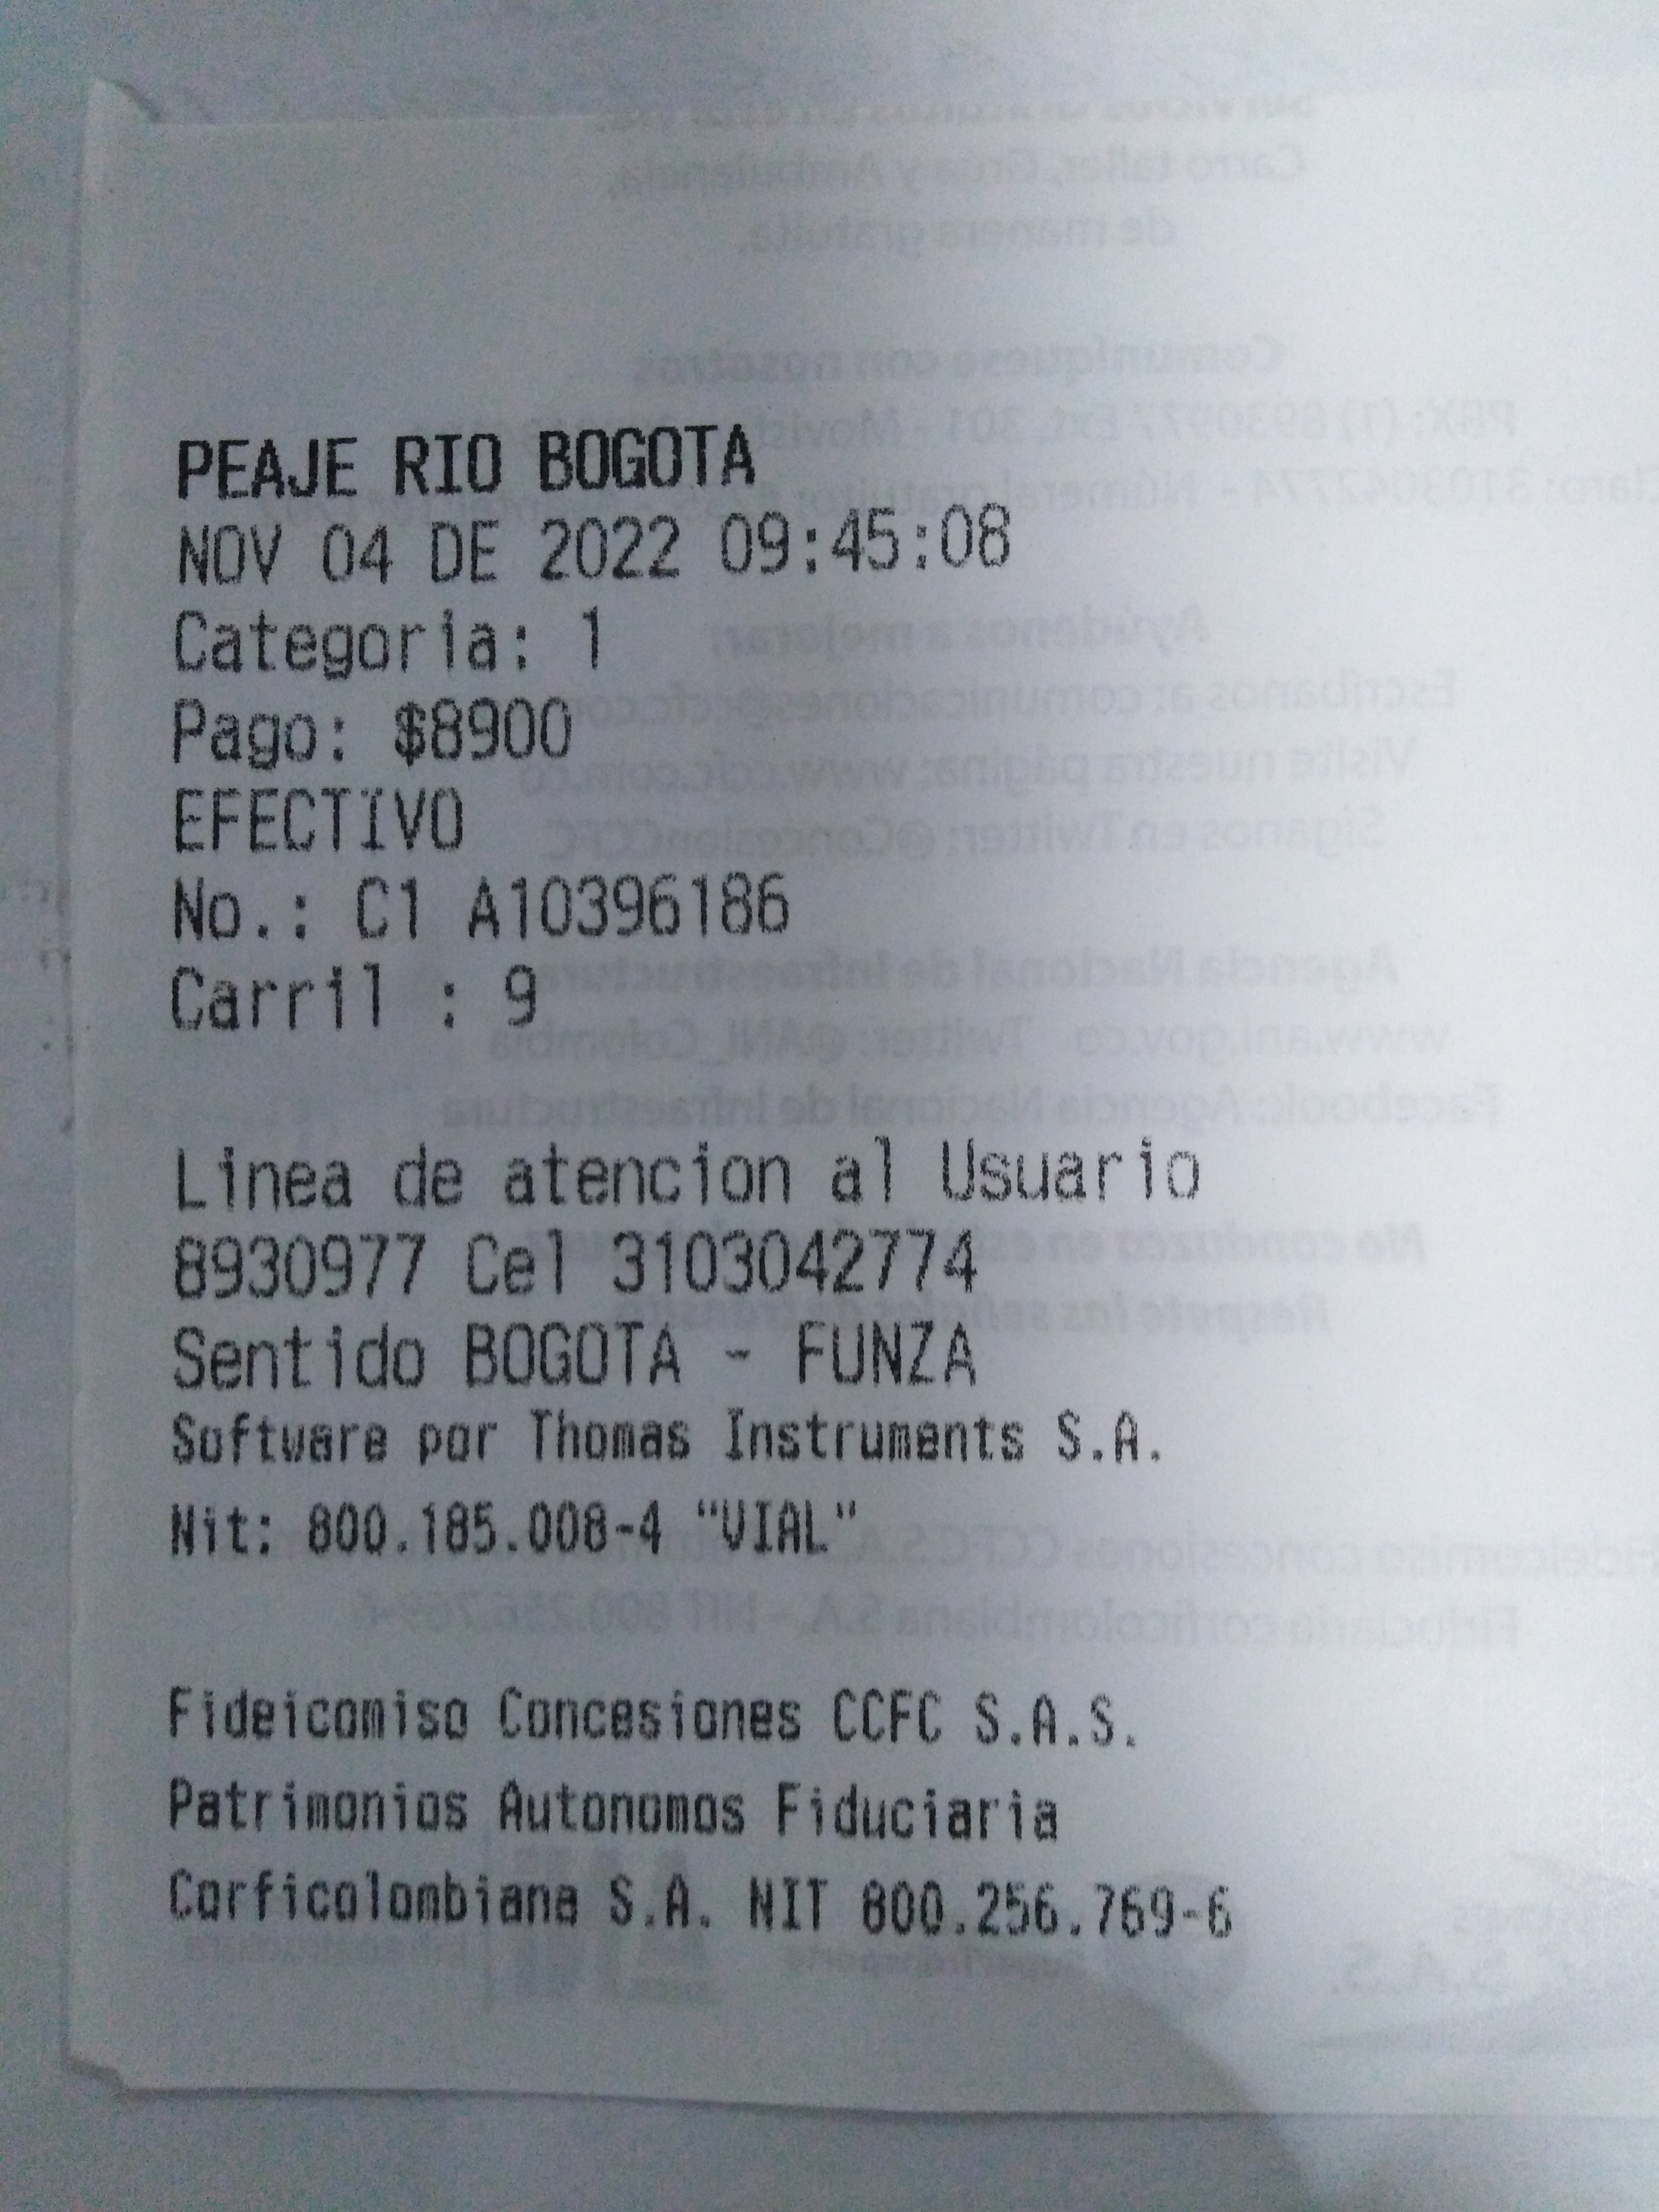 PEAJE RIO BOGOTA
NOV 04 DE 2022 09:45:08
Categoria: 1
Pago: $8900
EFECTIVO
No.: C1 A10396186
Carril : 9
Linea de atencion al Usuario
8930977 Cel 3103042774
Sentido BOGOTA - FUNZA
Software por Thomas Instruments S.A.
Nit: 800.185.008-4 "VIAL"
Fideicomiso Concesiones CCFC S.A.S.
Patrimonios Autonomos Fiduciaria
Corficolombiana S.A. NIT 800.256.769-6